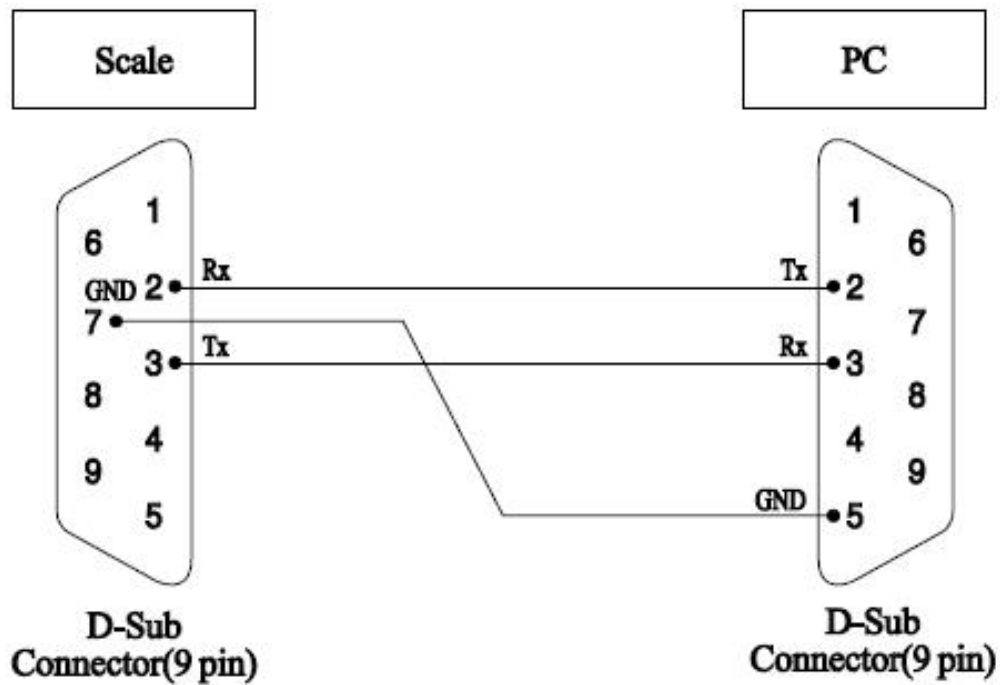 Scale
PC
1
1
6
6
Rx
Tx
GND 2
2
7
7
Tx
Rx
3
3
8
8
4
4
9
9
GND
5
5
D-Sub
Connector(9 pin)
D-Sub
Connector(9 pin)